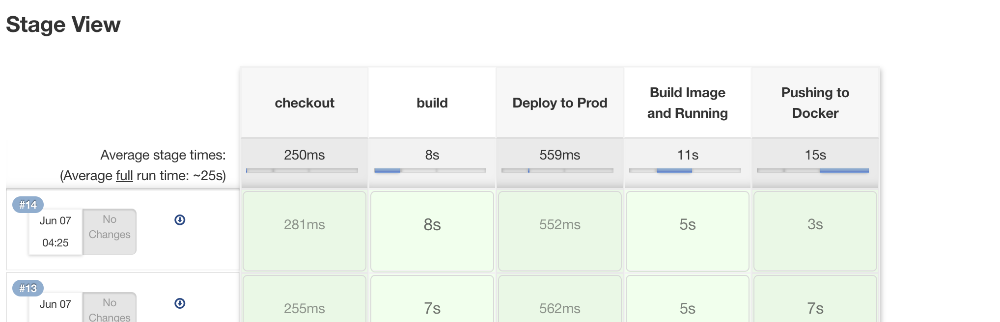 Stage View
checkout
build
Deploy to Prod
Build Image
and Running
Pushing to
Docker
Average stage times:
(Average full run time: ~25s)
250ms
8s
559ms
11s
15s
#14
Jun 07
04:25
No
Changes
281ms
8s
552ms
5s
3s
#13
Jun 07
No
Changes
255ms
7s
562ms
5s
7s